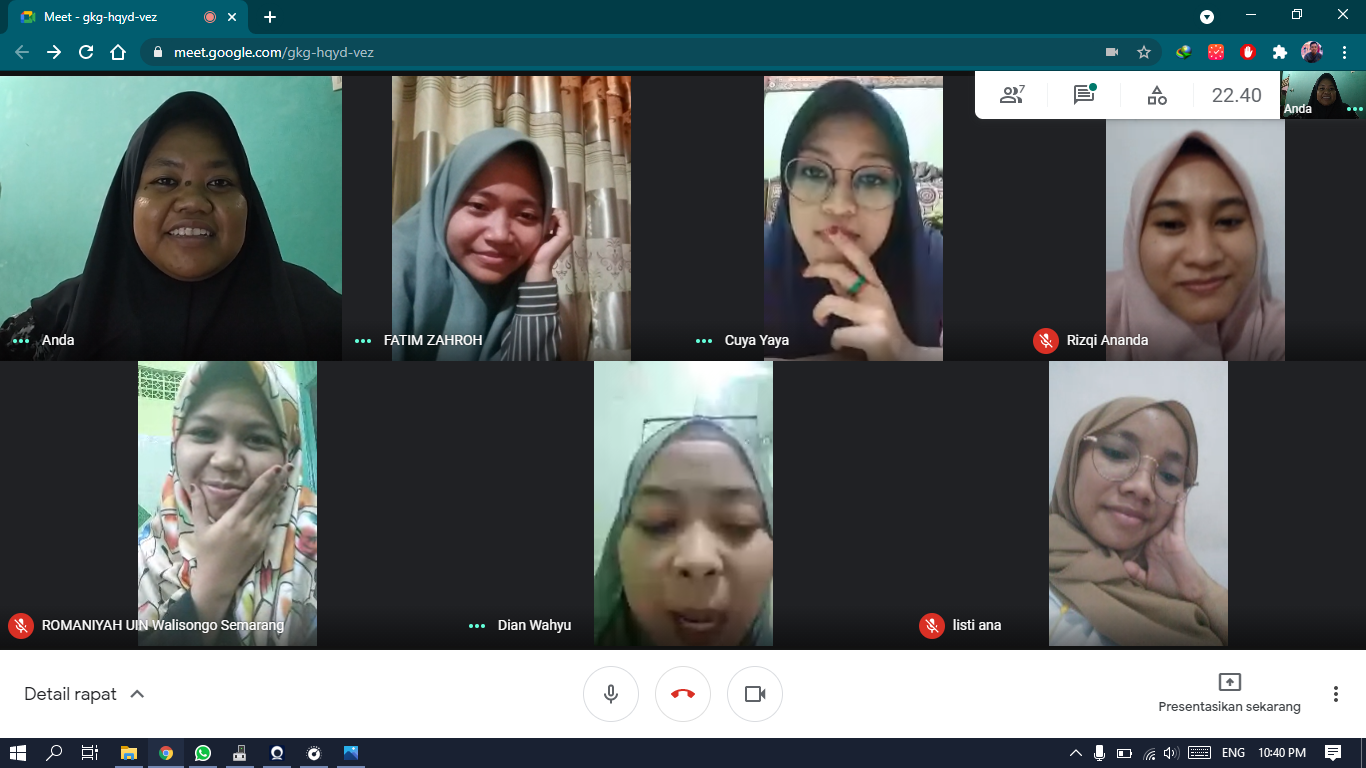 Meet - gkg-hqyd-vez
meet.google.com/gkg-hqyd-vez
7
22.40
Anda
Anda
FATIM ZAHROH
Cuya Yaya
Rizqi Ananda
ROMANIYAH UIN Walisongo Semarang
Dian Wahyu
listi ana
Detail rapat
Presentasikan sekarang
ENG
10:40 PM